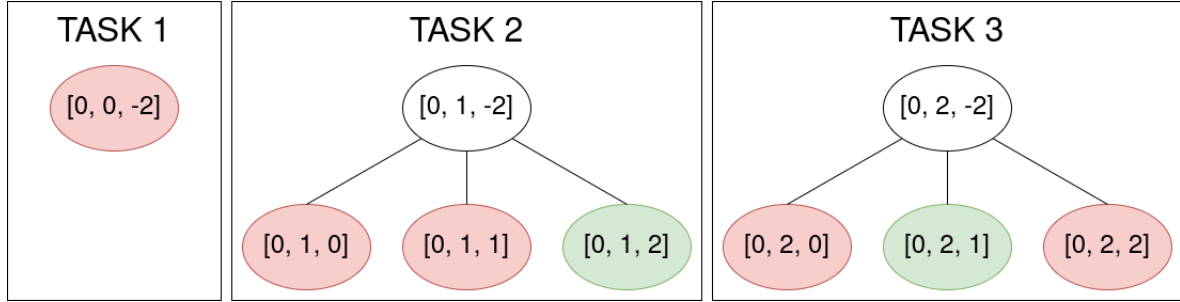 TASK 1
[0, 0, -2]
TASK 2
[0, 1, -2]
[0, 1, 0]
[0, 1, 1]
[0, 1, 2]
TASK 3
[0, 2, -2]
[0, 2, 0]
[0, 2, 1]
[0, 2, 2]